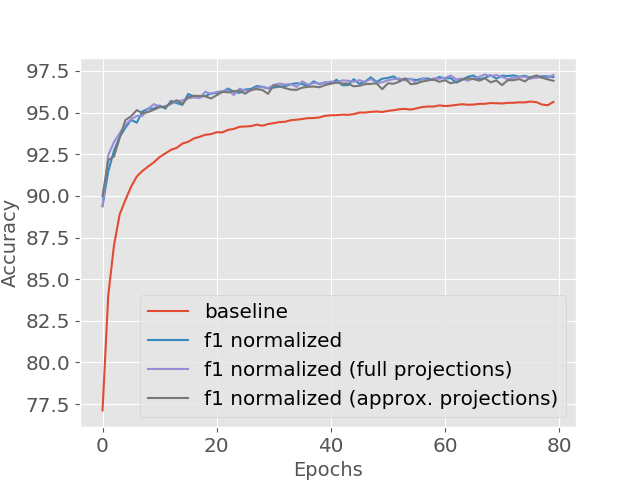 97.5
95.0
92.5
90.0
87.5
85.0
82.5
80.0
77.5
Accuracy
baseline
f1 normalized
f1 normalized (full projections)
f1 normalized (approx. projections)
0 20 40 60 80
Epochs